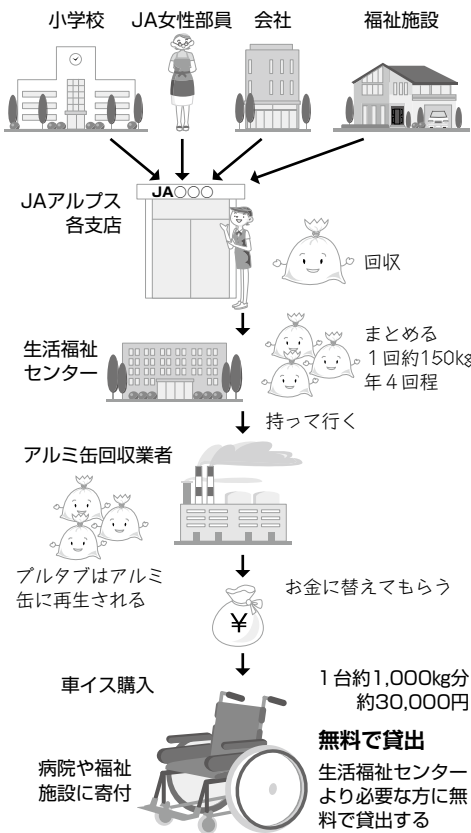 小学校
JA女性部員
会社
福祉施設
JAアルプス
各支店
JA○○○
回収
生活福祉
センター
まとめる
1回約150kg
年4回程
持って行く
アルミ缶回収業者
プルタブはアルミ
缶に再生される
お金に替えてもらう
¥
車イス購入
1台約1,000kg分
約30,000円
病院や福祉
施設に寄付
無料で貸出
生活福祉センター
より必要な方に無
料で貸出する